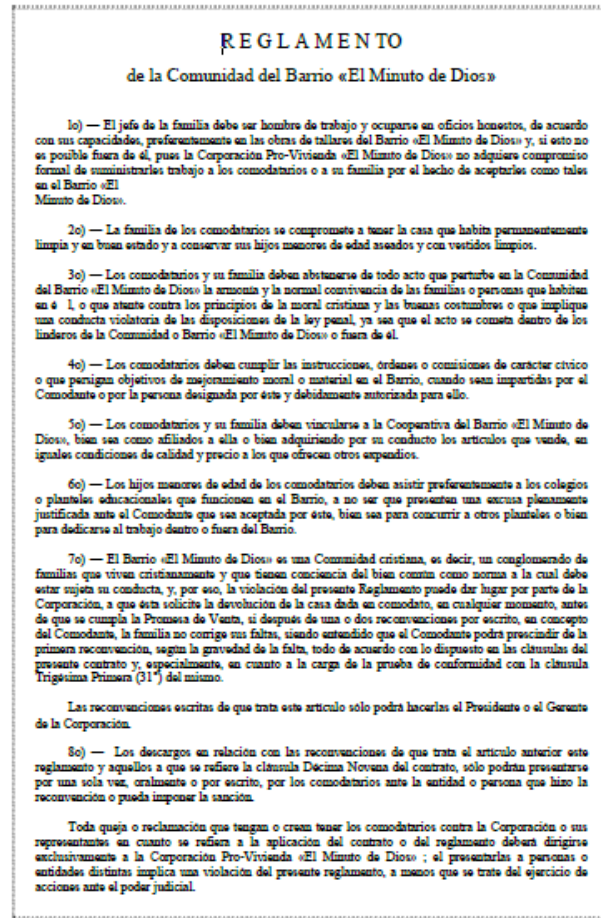 REGLAMENTO
de la Comunidad del Barrio «El Minuto de Dios»
1o) — El jefe de la familia debe ser hombre de trabajo y ocuparse en oficios honestos, de acuerdo
con sus capacidades, preferentemente en las obras de tallares del Barrio «El Minuto de Dios» y, si esto no
es posible fuera de él, pues la Corporación Pro-Vivienda «El Minuto de Dios» no adquiere compromiso
formal de suministrarles trabajo a los comodatarios o a su familia por el hecho de aceptarles como tales
en el Barrio «El
Minuto de Dios».
2o) — La familia de los comodatarios se compromete a tener la casa que habita permanentemente
limpia y en buen estado y a conservar sus hijos menores de edad aseados y con vestidos limpios.
3o) — Los comodatarios y su familia deben abstenerse de todo acto que perturbe en la Comunidad
del Barrio «El Minuto de Dios» la armonía y la normal convivencia de las familias o personas que habiten
en é l, o que atente contra los principios de la moral cristiana y las buenas costumbres o que implique
una conducta violatoria de las disposiciones de la ley penal, ya sea que el acto se cometa dentro de los
linderos de la Comunidad o Barrio «El Minuto de Dios» o fuera de él.
4o) — Los comodatarios deben cumplir las instrucciones, órdenes o comisiones de carácter cívico
o que persigan objetivos de mejoramiento moral o material en el Barrio, cuando sean impartidas por el
Comodante o por la persona designada por éste y debidamente autorizada para ello.
5o) — Los comodatarios y su familia deben vincularse a la Cooperativa del Barrio «El Minuto de
Dios», bien sea como afiliados a ella o bien adquiriendo por su conducto los artículos que vende, en
iguales condiciones de calidad y precio a los que ofrecen otros expendios.
6o) — Los hijos menores de edad de los comodatarios deben asistir preferentemente a los colegios
o planteles educacionales que funcionen en el Barrio, a no ser que presenten una excusa plenamente
justificada ante el Comodante que sea aceptada por éste, bien sea para concurrir a otros planteles o bien
para dedicarse al trabajo dentro o fuera del Barrio.
7o) — El Barrio «El Minuto de Dios» es una Comunidad cristiana, es decir, un conglomerado de
familias que viven cristianamente y que tienen conciencia del bien común como norma a la cual debe
estar sujeta su conducta, y, por eso, la violación del presente Reglamento puede dar lugar por parte de la
Corporación, a que ésta solicite la devolución de la casa dada en comodato, en cualquier momento, antes
de que se cumpla la Promesa de Venta, si después de una o dos reconvenciones por escrito, en concepto
del Comodante, la familia no corrige sus faltas, siendo entendido que el Comodante podrá prescindir de la
primera reconvención, según la gravedad de la falta, todo de acuerdo con lo dispuesto en las cláusulas del
presente contrato y, especialmente, en cuanto a la carga de la prueba de conformidad con la cláusula
Trigésima Primera (31ª) del mismo.
Las reconvenciones escritas de que trata este artículo sólo podrá hacerlas el Presidente o el Gerente
de la Corporación.
8o) — Los descargos en relación con las reconvenciones de que trata el artículo anterior este
reglamento y aquellos a que se refiere la cláusula Décima Novena del contrato, sólo podrán presentarse
por una sola vez, oralmente o por escrito, por los comodatarios ante la entidad o persona que hizo la
reconvención o pueda imponer la sanción.
Toda queja o reclamación que tengan o crean tener los comodatarios contra la Corporación o sus
representantes en cuanto se refiera a la aplicación del contrato o del reglamento deberá dirigirse
exclusivamente a la Corporación Pro-Vivienda «El Minuto de Dios» ; el presentarlas a personas o
entidades distintas implica una violación del presente reglamento, a menos que se trate del ejercicio de
acciones ante el poder judicial.